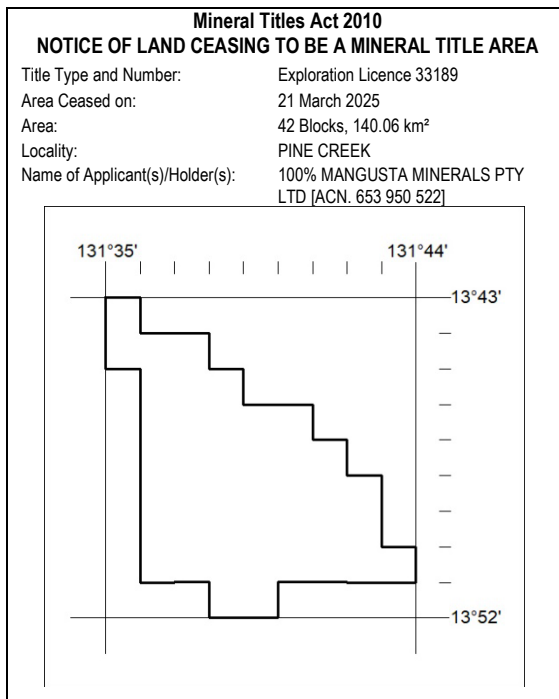 Mineral Titles Act 2010
NOTICE OF LAND CEASING TO BE A MINERAL TITLE AREA
Title Type and Number: Exploration Licence 33189
Area Ceased on: 21 March 2025
Area: 42 Blocks, 140.06 km²
Locality: PINE CREEK
Name of Applicant(s)/Holder(s): 100% MANGUSTA MINERALS PTY
LTD [ACN. 653 950 522]
131°35' 131°44'
13°43'
13°52'